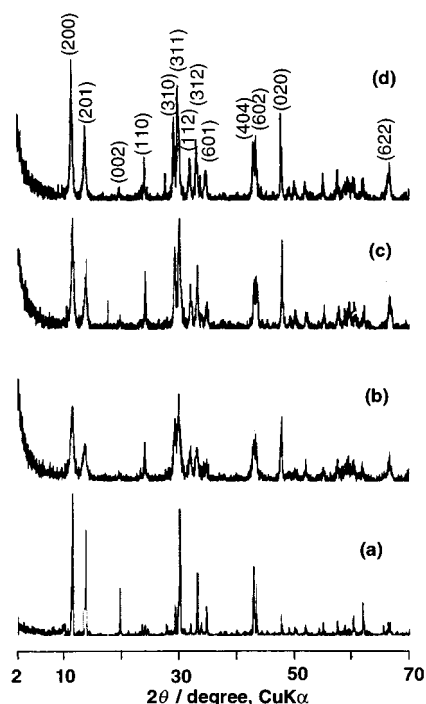 (200)
(201)
(002)
(110)
(310)
(311)
(112)
(312)
(601)
(404)
(602)
(020)
(622)
(d)
(c)
(b)
(a)
2 10 30 50 70
2θ / degree, CuKα